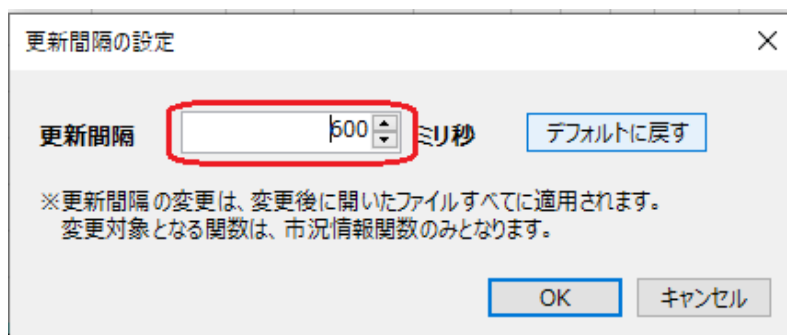 更新間隔の設定
更新間隔 600 ミリ秒 デフォルトに戻す
※更新間隔の変更は、変更後に開いたファイルすべてに適用されます。
変更対象となる関数は、市況情報関数のみとなります。
OK キャンセル